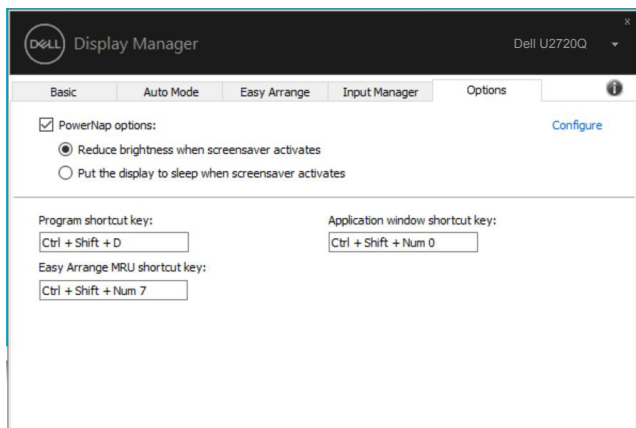 x
DELL Display Manager Dell U2720Q
Basic Auto Mode Easy Arrange Input Manager Options i
PowerNap options: Configure
Reduce brightness when screensaver activates
Put the display to sleep when screensaver activates
Program shortcut key: Application window shortcut key:
Ctrl + Shift + D Ctrl + Shift + Num 0
Easy Arrange MRU shortcut key:
Ctrl + Shift + Num 7